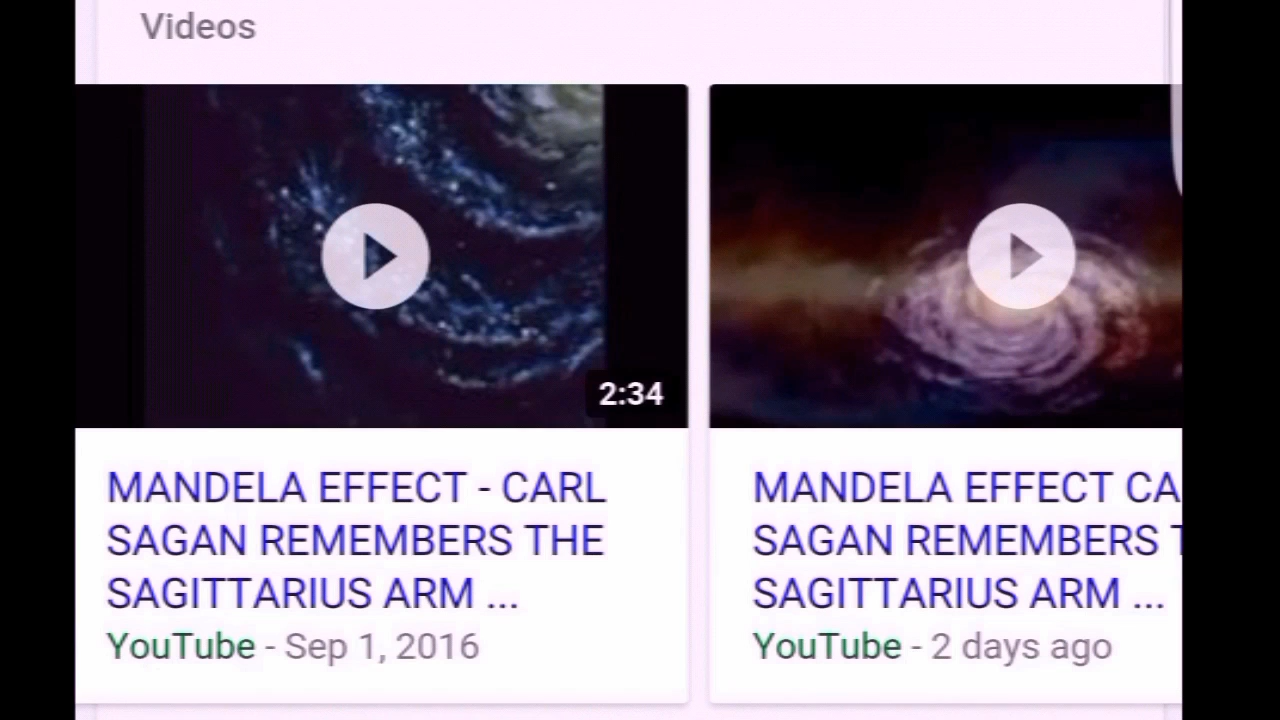 Videos
2:34
MANDELA EFFECT - CARL
SAGAN REMEMBERS THE
SAGITTARIUS ARM ...
YouTube - Sep 1, 2016
MANDELA EFFECT CA
SAGAN REMEMBERS
SAGITTARIUS ARM ...
YouTube - 2 days ago